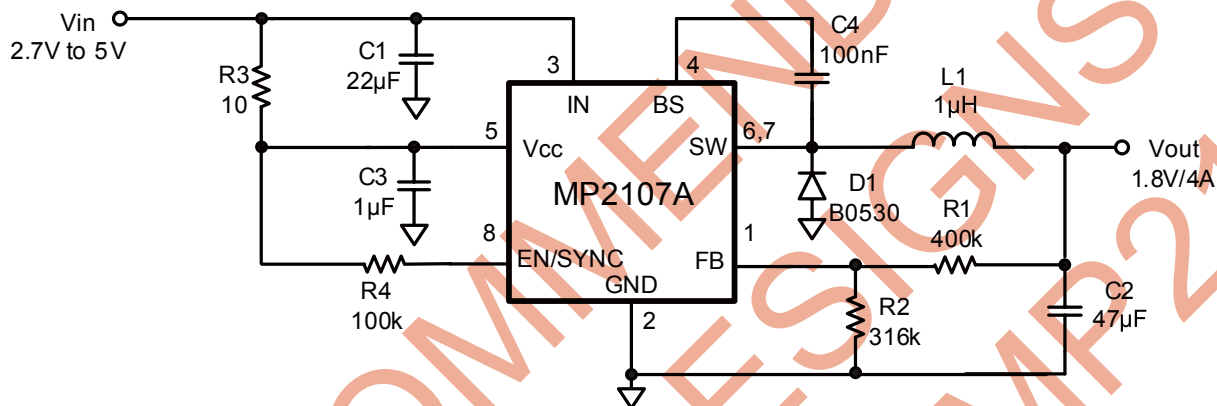 Vin
2.7V to 5V
R3
10
C1
22µF
3
4
C4
100nF
L1
1µH
IN
BS
5
Vcc
SW
6,7
Vout
1.8V/4A
C3
1µF
MP2107A
D1
B0530
R1
400k
8
1
EN/SYNC
FB
R4
100k
GND
2
R2
316k
C2
47µF